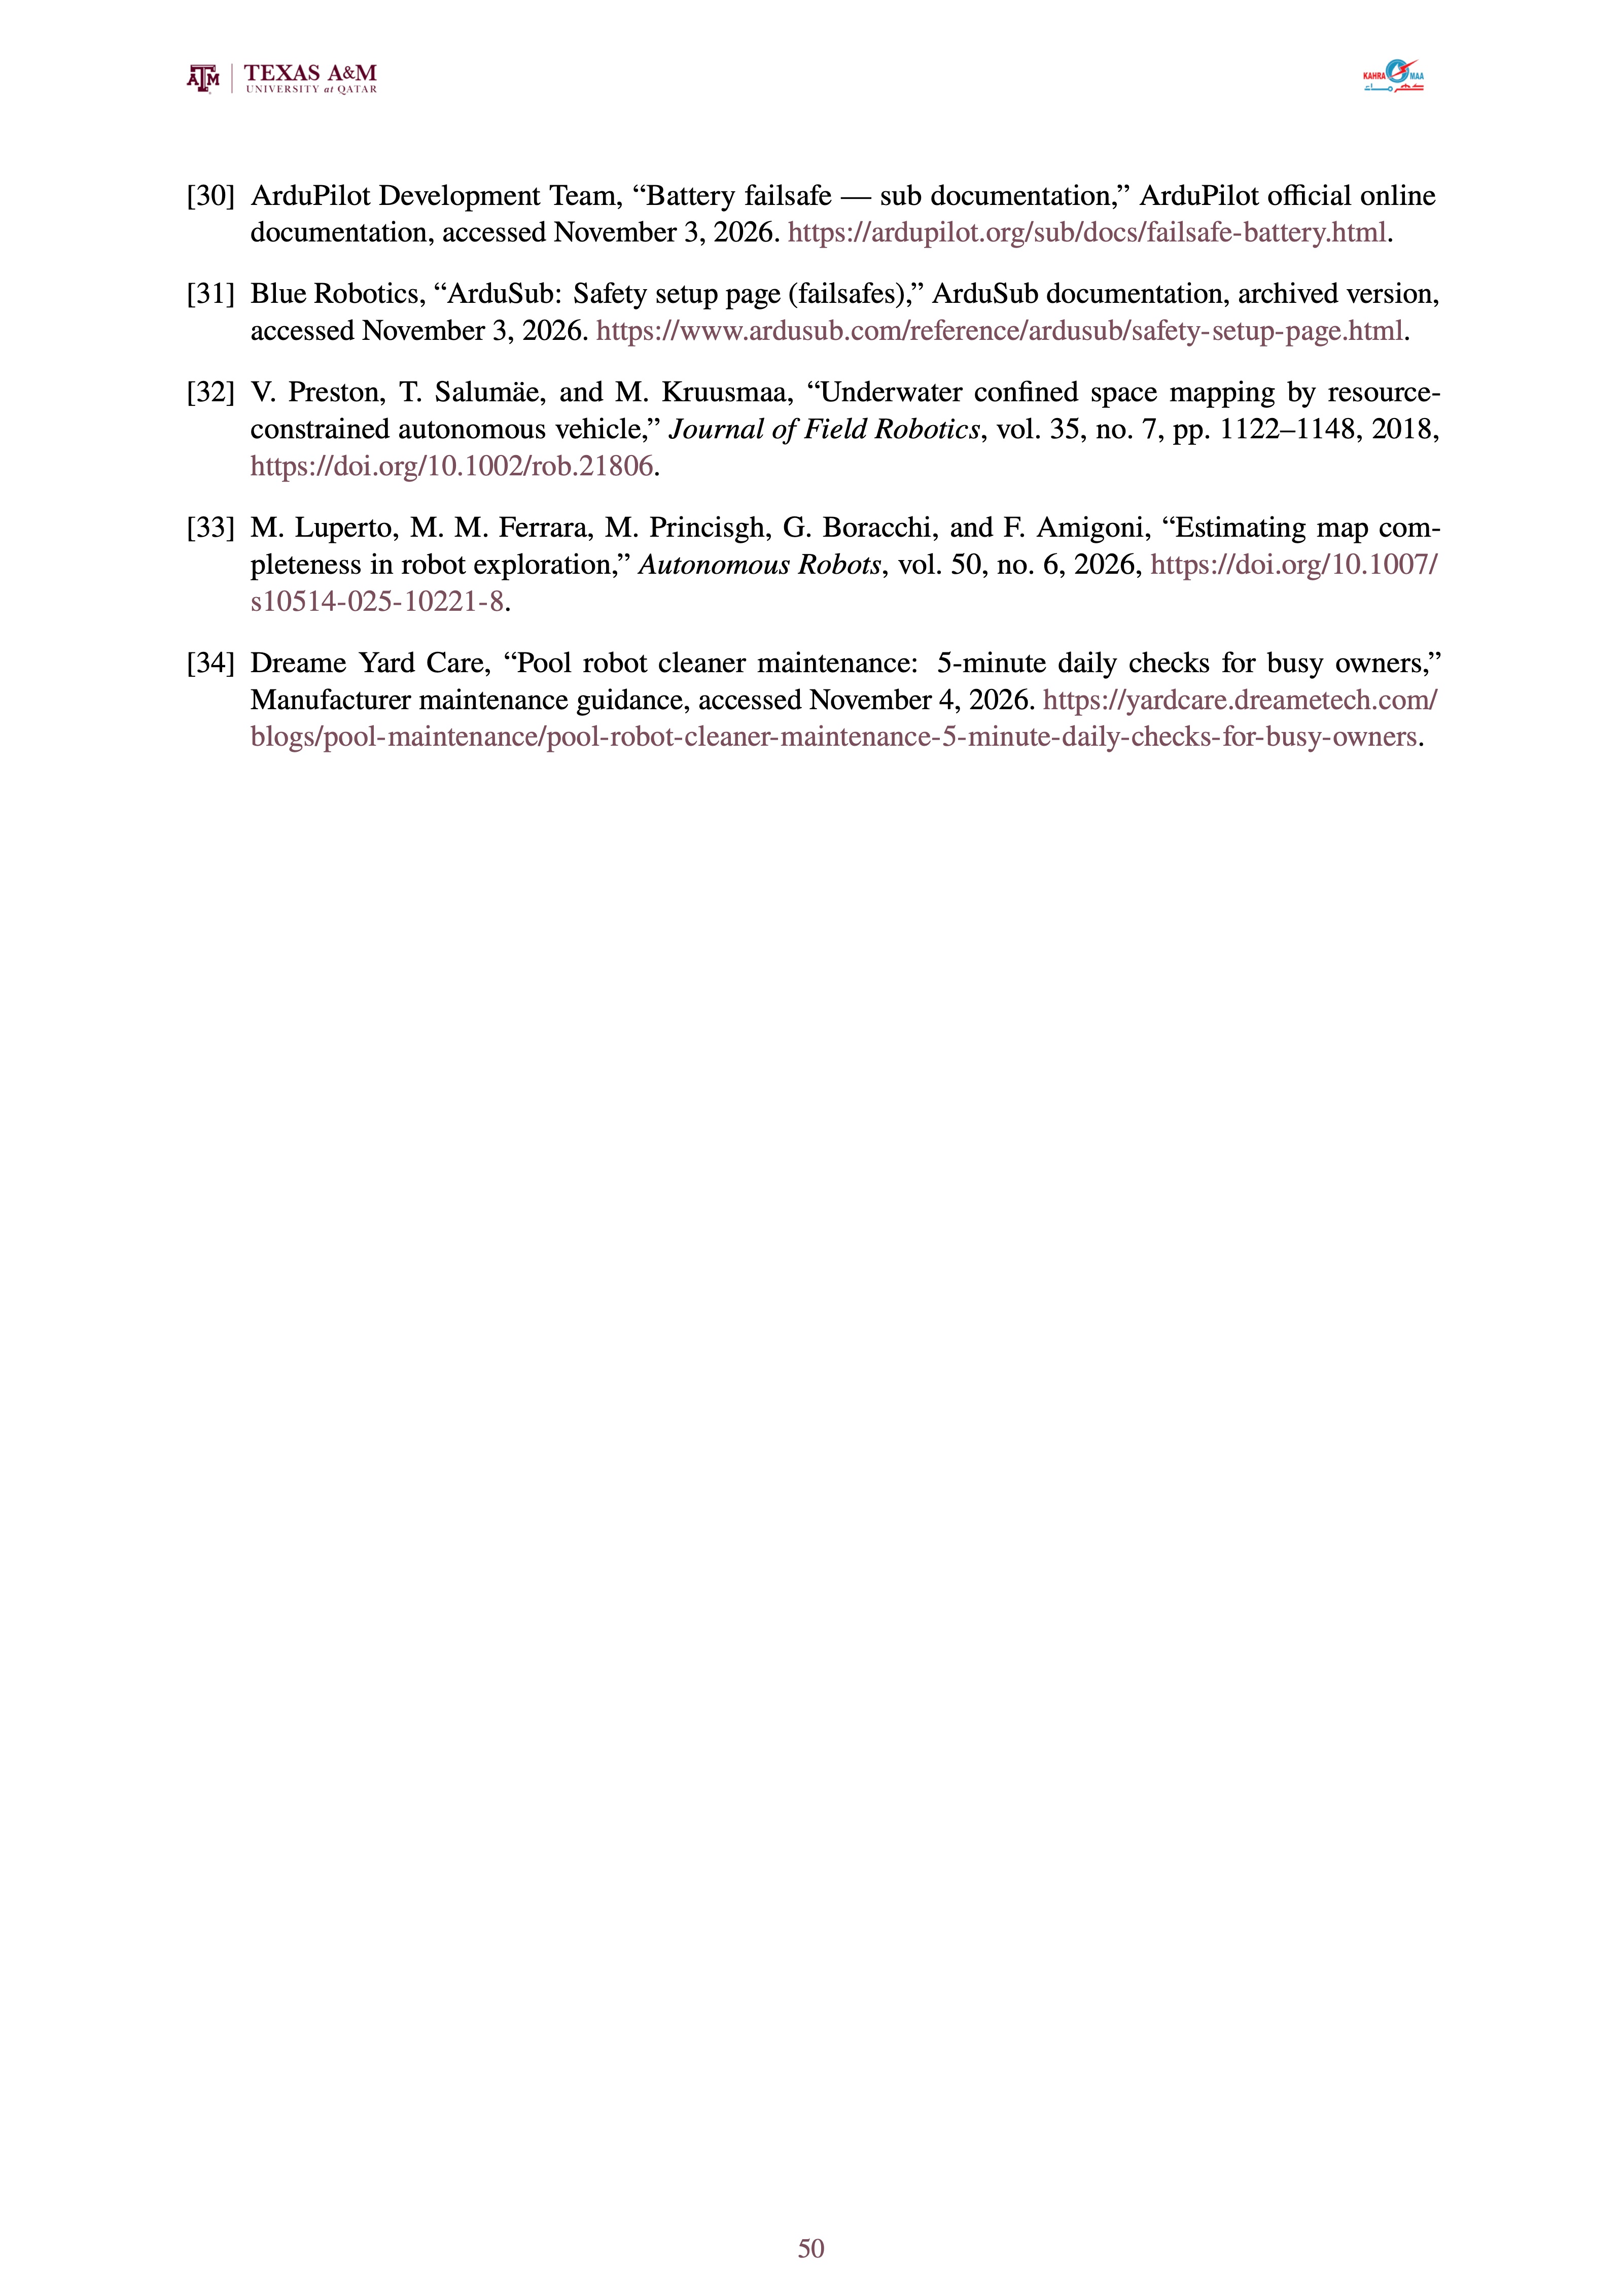 ĀM TEXAS A&M
UNIVERSITY at QATAR
KAHRA MAA
كهرماء
[30] ArduPilot Development Team, “Battery failsafe — sub documentation,” ArduPilot official online
documentation, accessed November 3, 2026. https://ardupilot.org/sub/docs/failsafe-battery.html.
[31] Blue Robotics, “ArduSub: Safety setup page (failsafes),” ArduSub documentation, archived version,
accessed November 3, 2026. https://www.ardusub.com/reference/ardusub/safety-setup-page.html.
[32] V. Preston, T. Salumäe, and M. Kruusmaa, “Underwater confined space mapping by resource-
constrained autonomous vehicle,” Journal of Field Robotics, vol. 35, no. 7, pp. 1122–1148, 2018,
https://doi.org/10.1002/rob.21806.
[33] M. Luperto, M. M. Ferrara, M. Princisgh, G. Boracchi, and F. Amigoni, “Estimating map com-
pleteness in robot exploration,” Autonomous Robots, vol. 50, no. 6, 2026, https://doi.org/10.1007/
s10514-025-10221-8.
[34] Dreame Yard Care, “Pool robot cleaner maintenance: 5-minute daily checks for busy owners,”
Manufacturer maintenance guidance, accessed November 4, 2026. https://yardcare.dreametech.com/
blogs/pool-maintenance/pool-robot-cleaner-maintenance-5-minute-daily-checks-for-busy-owners.
50